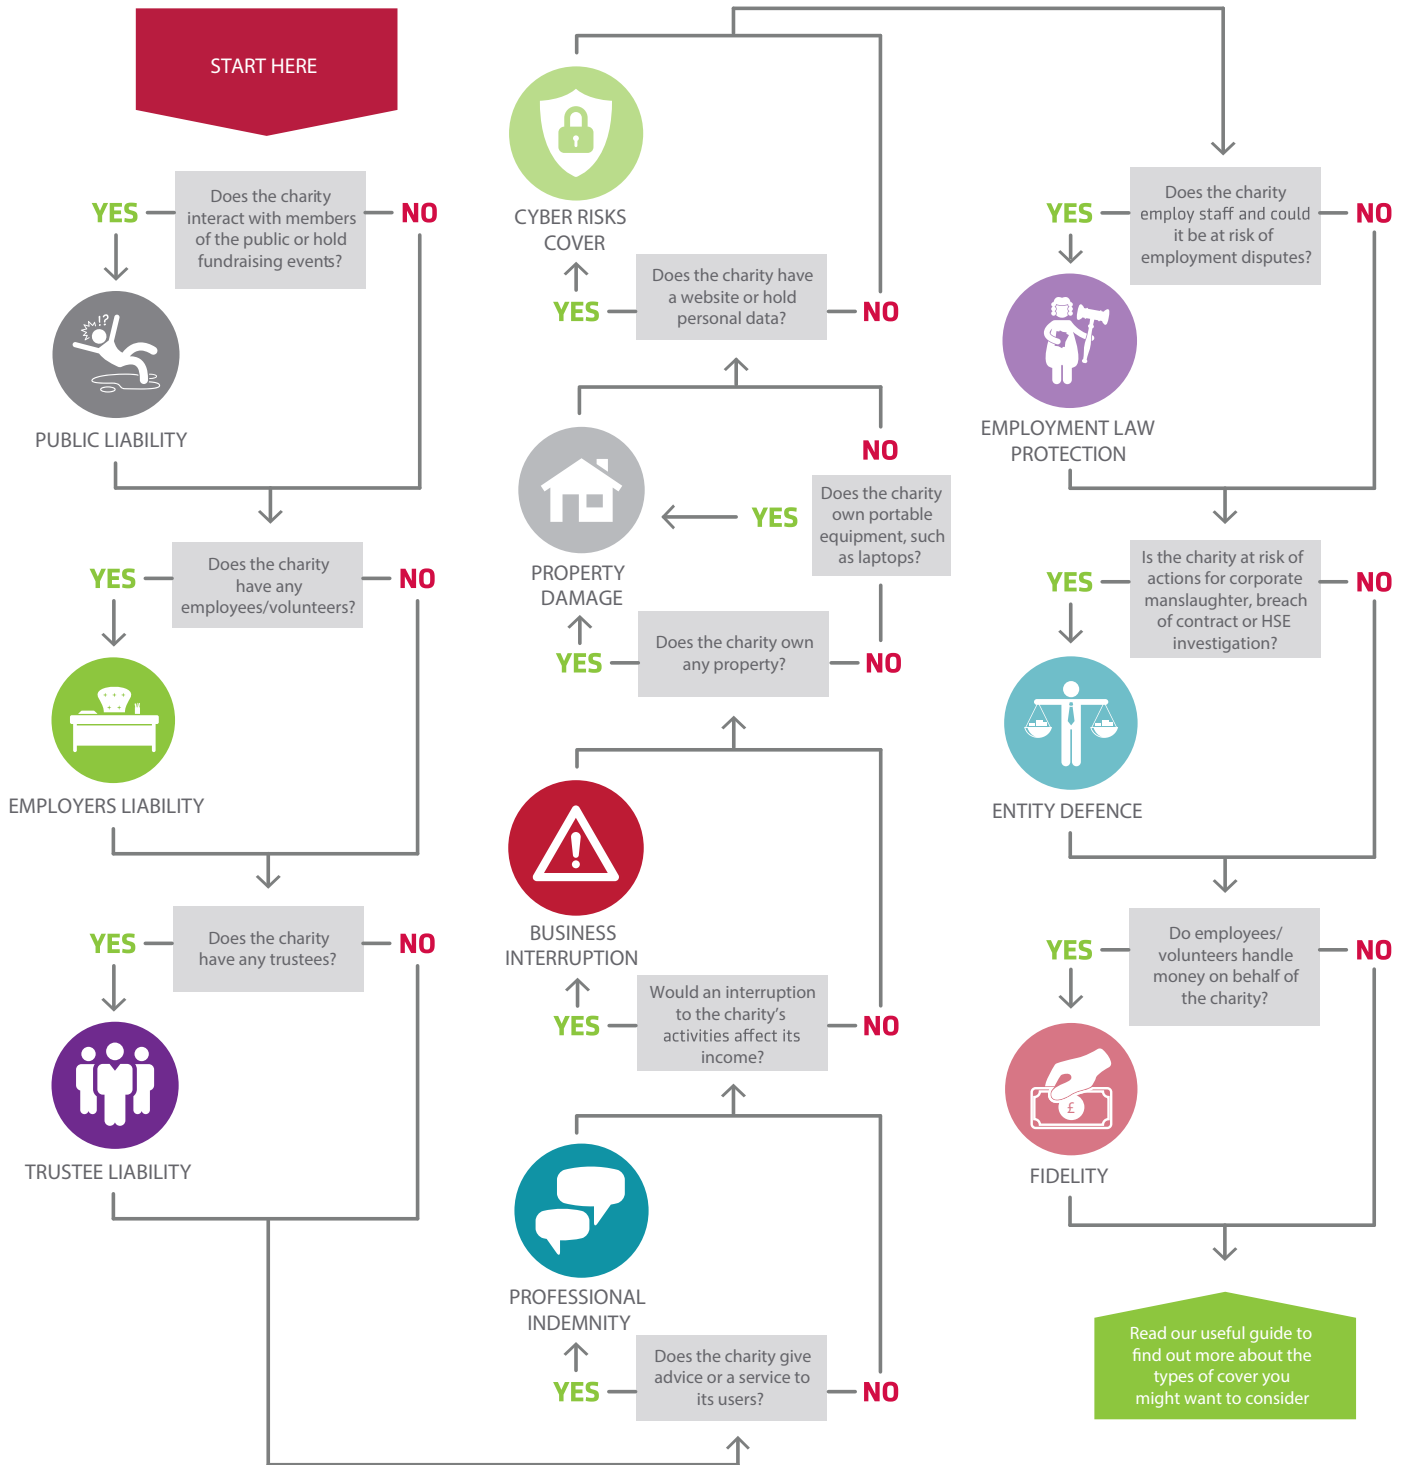 START HERE
Does the charity
interact with members
of the public or hold
fundraising events?
YES
NO
!?
PUBLIC LIABILITY
Does the charity
have any
employees/volunteers?
YES
NO
EMPLOYERS LIABILITY
Does the charity
have any trustees?
YES
NO
TRUSTEE LIABILITY
Does the charity give
advice or a service to
its users?
YES
NO
PROFESSIONAL
INDEMNITY
Would an interruption
to the charity's
activities affect its
income?
YES
NO
BUSINESS
INTERRUPTION
Does the charity own
any property?
YES
NO
Does the charity
own portable
equipment, such
as laptops?
YES
NO
PROPERTY
DAMAGE
Does the charity have
a website or hold
personal data?
YES
NO
CYBER RISKS
COVER
Does the charity
employ staff and could
it be at risk of
employment disputes?
YES
NO
EMPLOYMENT LAW
PROTECTION
Is the charity at risk of
actions for corporate
manslaughter, breach
of contract or HSE
investigation?
YES
NO
ENTITY DEFENCE
Do employees/
volunteers handle
money on behalf of
the charity?
YES
NO
£
FIDELITY
Read our useful guide to
find out more about the
types of cover you
might want to consider